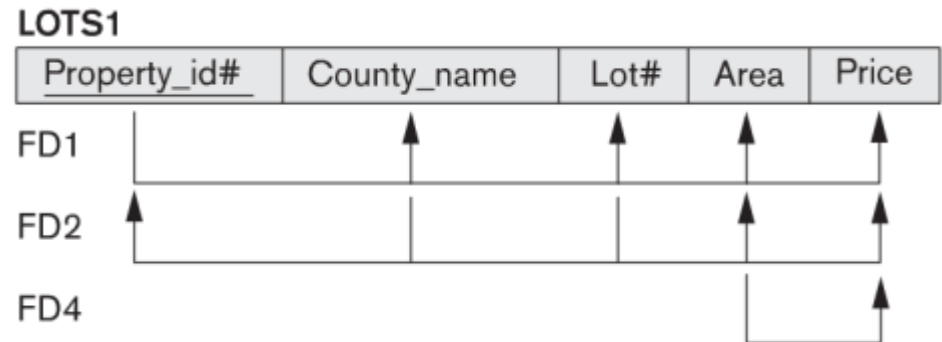 LOTS1
Property_id# County_name Lot# Area Price
FD1
FD2
FD4